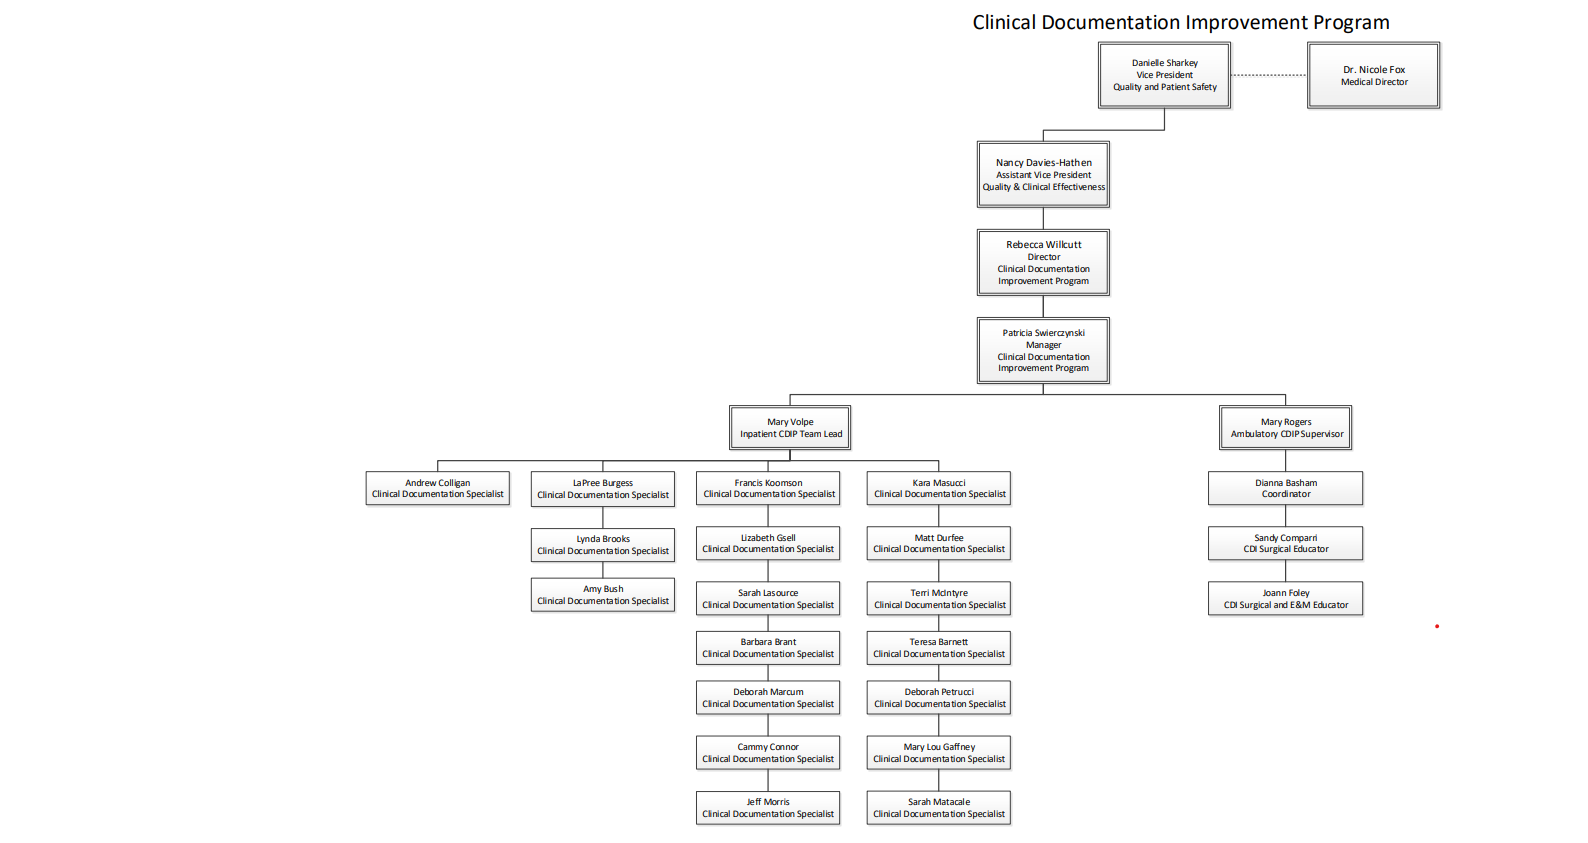 Clinical Documentation Improvement Program
Danielle Sharkey
Vice President
Quality and Patient Safety
Dr. Nicole Fox
Medical Director
Nancy Davies-Hathen
Assistant Vice President
Quality & Clinical Effectiveness
Rebecca Willcutt
Director
Clinical Documentation
Improvement Program
Patricia Swierczynski
Manager
Clinical Documentation
Improvement Program
Mary Volpe
Inpatient CDIP Team Lead
Mary Rogers
Ambulatory CDIP Supervisor
Andrew Colligan
Clinical Documentation Specialist
LaPree Burgess
Clinical Documentation Specialist
Lynda Brooks
Clinical Documentation Specialist
Amy Bush
Clinical Documentation Specialist
Francis Koomson
Clinical Documentation Specialist
Lizabeth Gsell
Clinical Documentation Specialist
Sarah Lasource
Clinical Documentation Specialist
Barbara Brant
Clinical Documentation Specialist
Deborah Marcum
Clinical Documentation Specialist
Cammy Connor
Clinical Documentation Specialist
Jeff Morris
Clinical Documentation Specialist
Kara Masucci
Clinical Documentation Specialist
Matt Durfee
Clinical Documentation Specialist
Terri McIntyre
Clinical Documentation Specialist
Teresa Barnett
Clinical Documentation Specialist
Deborah Petrucci
Clinical Documentation Specialist
Mary Lou Gaffney
Clinical Documentation Specialist
Sarah Matacale
Clinical Documentation Specialist
Dianna Basham
Coordinator
Sandy Comparri
CDI Surgical Educator
Joann Foley
CDI Surgical and E&M Educator